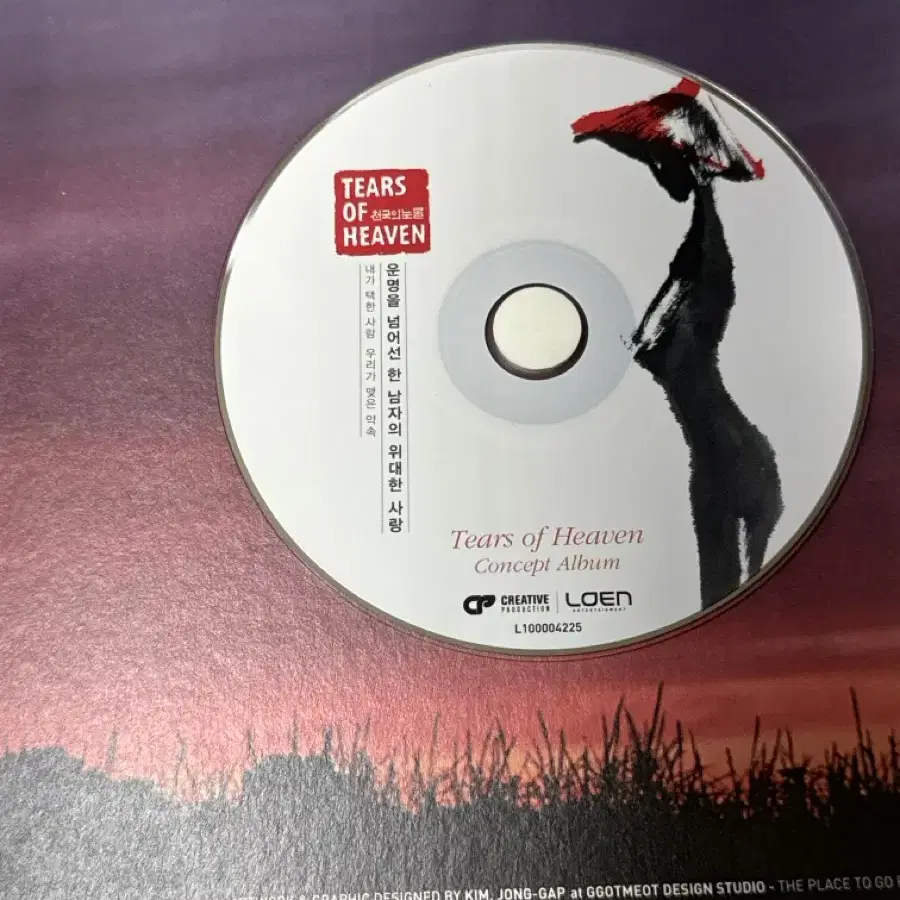 TEARS
OF 천국의눈물
HEAVEN
운명을 넘어선 한 남자의 위대한 사랑
내가 택한 사람 우리가 맺은 약속
Tears of Heaven
Concept Album
CP CREATIVE PRODUCTION
LOEN ENTERTAINMENT
L100004225
& GRAPHIC DESIGNED BY KIM, JONG-GAP at GGOTMEOT DESIGN STUDIO - THE PLACE TO GO